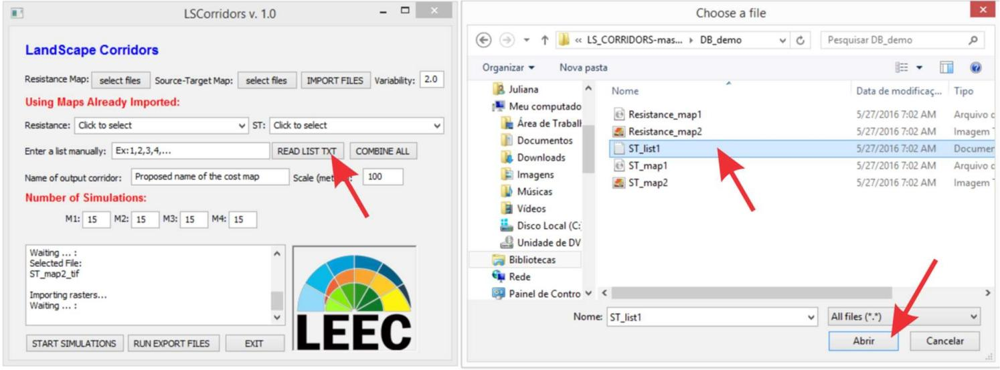 LSCorridors v. 1.0
LandScape Corridors
Resistance Map: select files Source-Target Map: select files IMPORT FILES Variability: 2.0
Using Maps Already Imported:
Resistance: Click to select ST: Click to select
Enter a list manually: Ex:1,2,3,4,... READ LIST TXT COMBINE ALL
Name of output corridor: Proposed name of the cost map Scale (met 100
Number of Simulations:
M1: 15 M2: 15 M3: 15 M4: 15
Waiting ... :
Selected File:
ST_map2_tif
Importing rasters...
Waiting ... :
LEEC
START SIMULATIONS RUN EXPORT FILES EXIT
Choose a file
« LS_CORRIDORS-mas... DB_demo Pesquisar DB_demo
Organizar Nova pasta
Nome Data de modificaç... Tipo
Juliana
Meu computado
Área de Traball
Documentos
Downloads
Imagens
Músicas
Vídeos
Disco Local (C:
Unidade de DV
Bibliotecas
Rede
Painel de Contro
Resistance_map1 5/27/2016 7:02 AM Arquivo c
Resistance_map2 5/27/2016 7:02 AM Imagem T
ST_list1 5/27/2016 7:02 AM Documer
ST_map1 5/27/2016 7:02 AM Arquivo c
ST_map2 5/27/2016 7:02 AM Imagem T
Nome: ST_list1 All files (*.*)
Abrir Cancelar